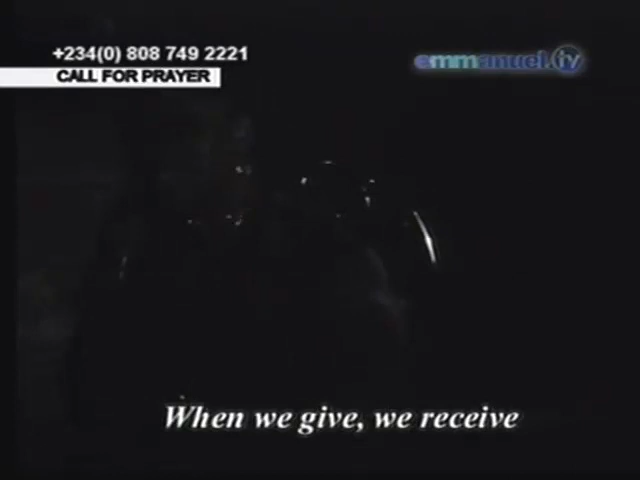 +234(0) 808 749 2221
CALL FOR PRAYER
emmanuel.tv
When we give, we receive